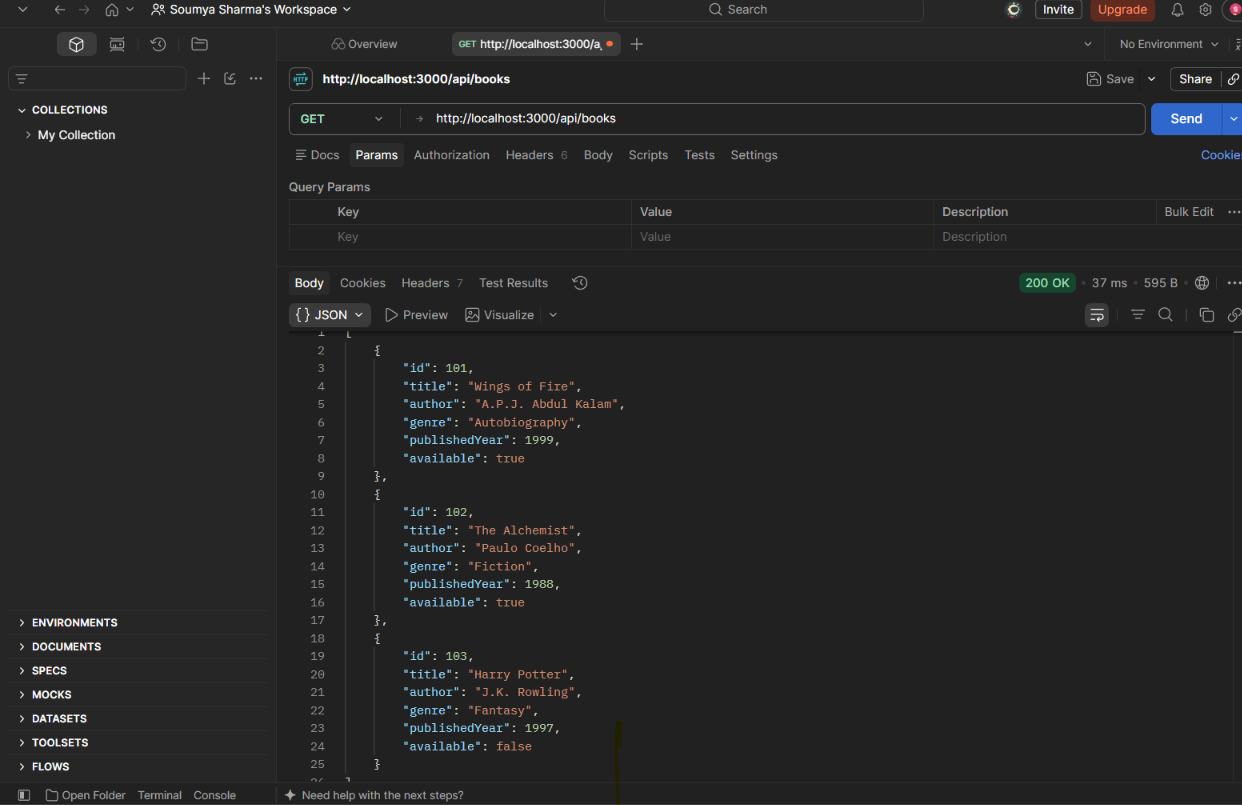 Soumya Sharma's Workspace
Search
Invite
Upgrade
Overview
GET http://localhost:3000/a
No Environment
HTTP http://localhost:3000/api/books
Save
Share
COLLECTIONS
My Collection
GET
http://localhost:3000/api/books
Send
Docs Params Authorization Headers 6 Body Scripts Tests Settings
Cookie
Query Params
Key Value Description Bulk Edit
Key Value Description
Body Cookies Headers 7 Test Results
200 OK • 37 ms • 595 B
{} JSON Preview Visualize
1 [
2 {
3 "id": 101,
4 "title": "Wings of Fire",
5 "author": "A.P.J. Abdul Kalam",
6 "genre": "Autobiography",
7 "publishedYear": 1999,
8 "available": true
9 },
10 {
11 "id": 102,
12 "title": "The Alchemist",
13 "author": "Paulo Coelho",
14 "genre": "Fiction",
15 "publishedYear": 1988,
16 "available": true
17 },
18 {
19 "id": 103,
20 "title": "Harry Potter",
21 "author": "J.K. Rowling",
22 "genre": "Fantasy",
23 "publishedYear": 1997,
24 "available": false
25 }
26 ]
ENVIRONMENTS
DOCUMENTS
SPECS
MOCKS
DATASETS
TOOLSETS
FLOWS
Open Folder Terminal Console
Need help with the next steps?